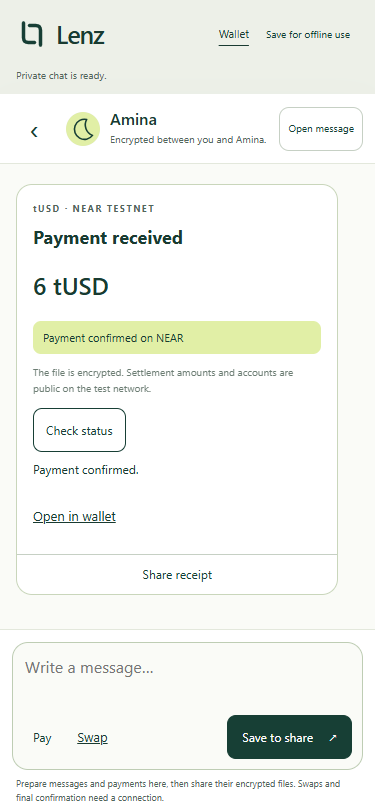 Lenz
Wallet
Save for offline use
Private chat is ready.
Amina
Encrypted between you and Amina.
Open message
tUSD · NEAR TESTNET
Payment received
6 tUSD
Payment confirmed on NEAR
The file is encrypted. Settlement amounts and accounts are
public on the test network.
Check status
Payment confirmed.
Open in wallet
Share receipt
Write a message...
Pay
Swap
Save to share ↗
Prepare messages and payments here, then share their encrypted files. Swaps and
final confirmation need a connection.